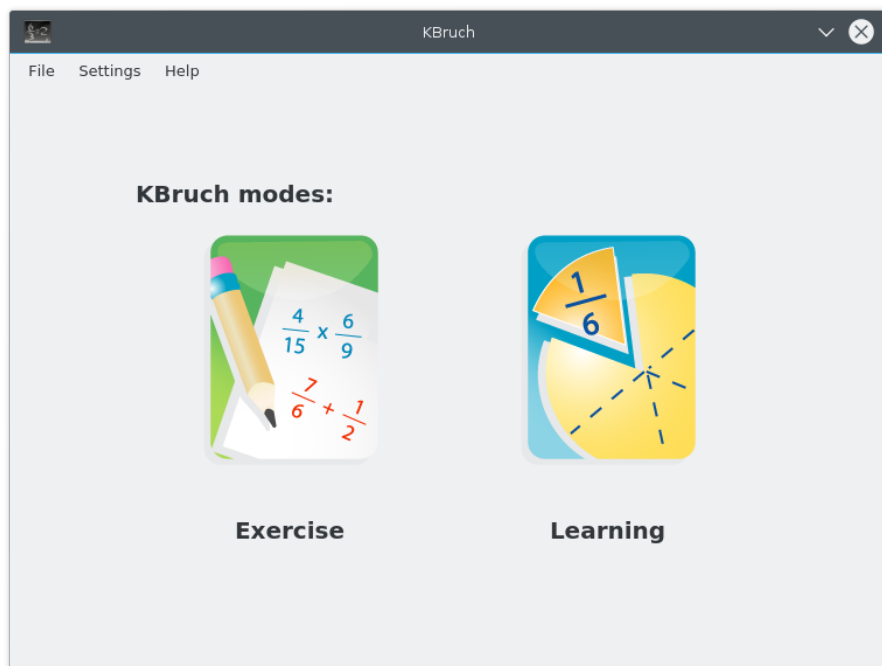 KBruch
File Settings Help
KBruch modes:
4/15 x 6/9
7/6 + 1/2
1/6
Exercise
Learning